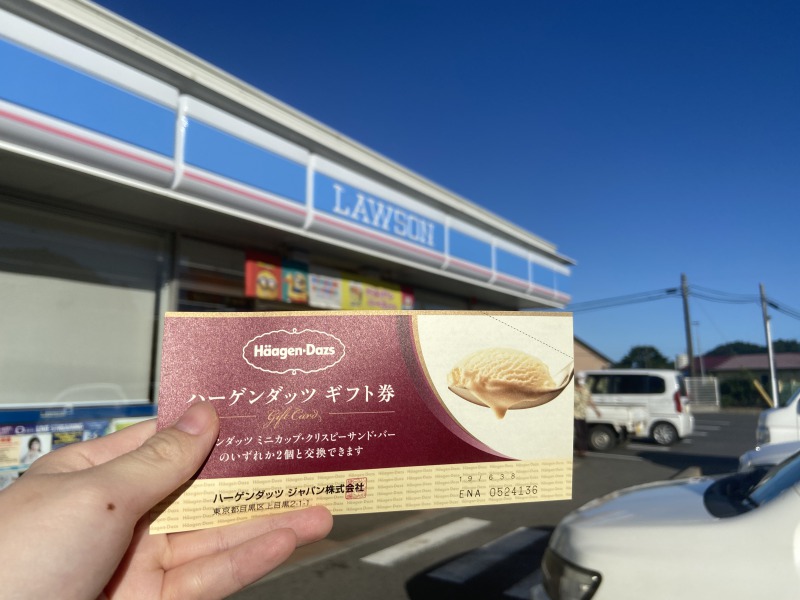 LAWSON
Häagen-Dazs
ハーゲンダッツ ギフト券
Gift Card
ンダッツ ミニカップ・クリスピーサンド・バー
のいずれか2個と交換できます
ハーゲンダッツ ジャパン株式会社
東京都目黒区上目黒2-1-1
19/638
ENA 0524136